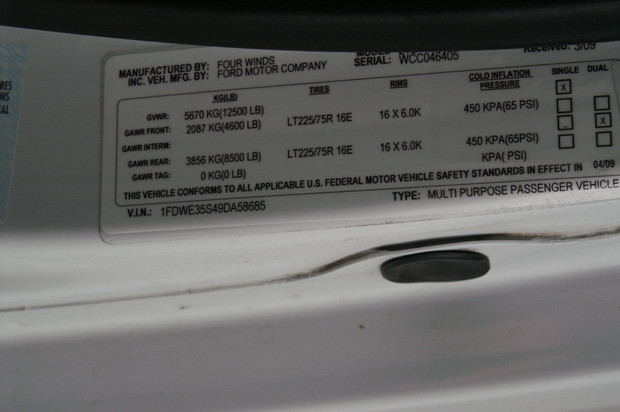 SERIAL: WCC046405 Received: 3/09
MANUFACTURED BY: FOUR WINDS
INC. VEH. MFG. BY: FORD MOTOR COMPANY
KG(LB) TIRES RIMS COLD INFLATION PRESSURE SINGLE DUAL
GVWR: 5670 KG(12500 LB)
GAWR FRONT: 2087 KG(4600 LB) LT225/75R 16E 16 X 6.0K 450 KPA(65 PSI) X
GAWR INTERM:
GAWR REAR: 3856 KG(8500 LB) LT225/75R 16E 16 X 6.0K 450 KPA(65PSI) X
GAWR TAG: 0 KG(0 LB) KPA( PSI)
THIS VEHICLE CONFORMS TO ALL APPLICABLE U.S. FEDERAL MOTOR VEHICLE SAFETY STANDARDS IN EFFECT IN 04/09
V.I.N.: 1FDWE35S49DA58685 TYPE: MULTI PURPOSE PASSENGER VEHICLE